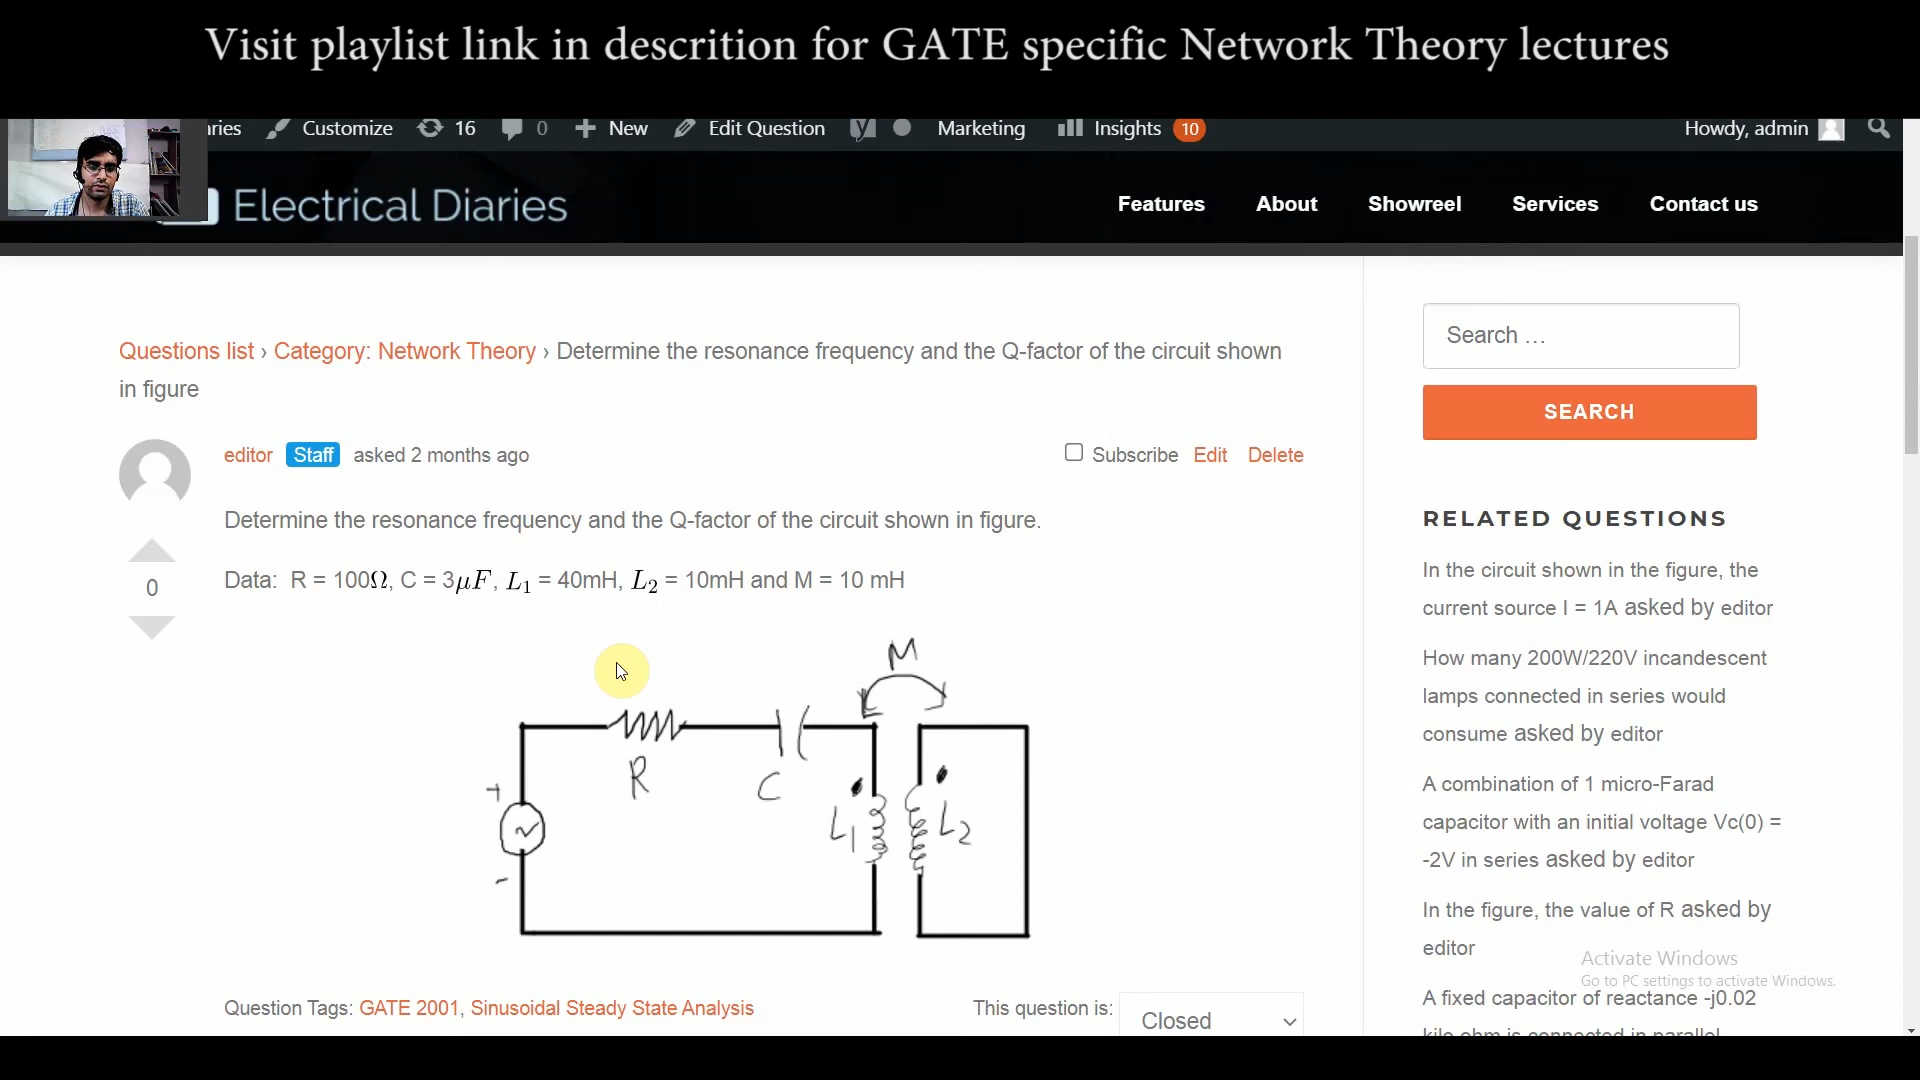 Visit playlist link in descrition for GATE specific Network Theory lectures
ries Customize 16 0 New Edit Question Marketing Insights 10 Howdy, admin
Electrical Diaries
Features About Showreel Services Contact us
Questions list › Category: Network Theory › Determine the resonance frequency and the Q-factor of the circuit shown
in figure
editor Staff asked 2 months ago Subscribe Edit Delete
0
Determine the resonance frequency and the Q-factor of the circuit shown in figure.
Data: R = 100Ω, C = 3μF, L₁ = 40mH, L₂ = 10mH and M = 10 mH
M
R C
+
L₁ L₂
-
Question Tags: GATE 2001, Sinusoidal Steady State Analysis This question is: Closed
Search …
SEARCH
RELATED QUESTIONS
In the circuit shown in the figure, the
current source I = 1A asked by editor
How many 200W/220V incandescent
lamps connected in series would
consume asked by editor
A combination of 1 micro-Farad
capacitor with an initial voltage Vc(0) =
-2V in series asked by editor
In the figure, the value of R asked by
editor
Activate Windows
Go to PC settings to activate Windows.
A fixed capacitor of reactance -j0.02
kilo ohm is connected in parallel